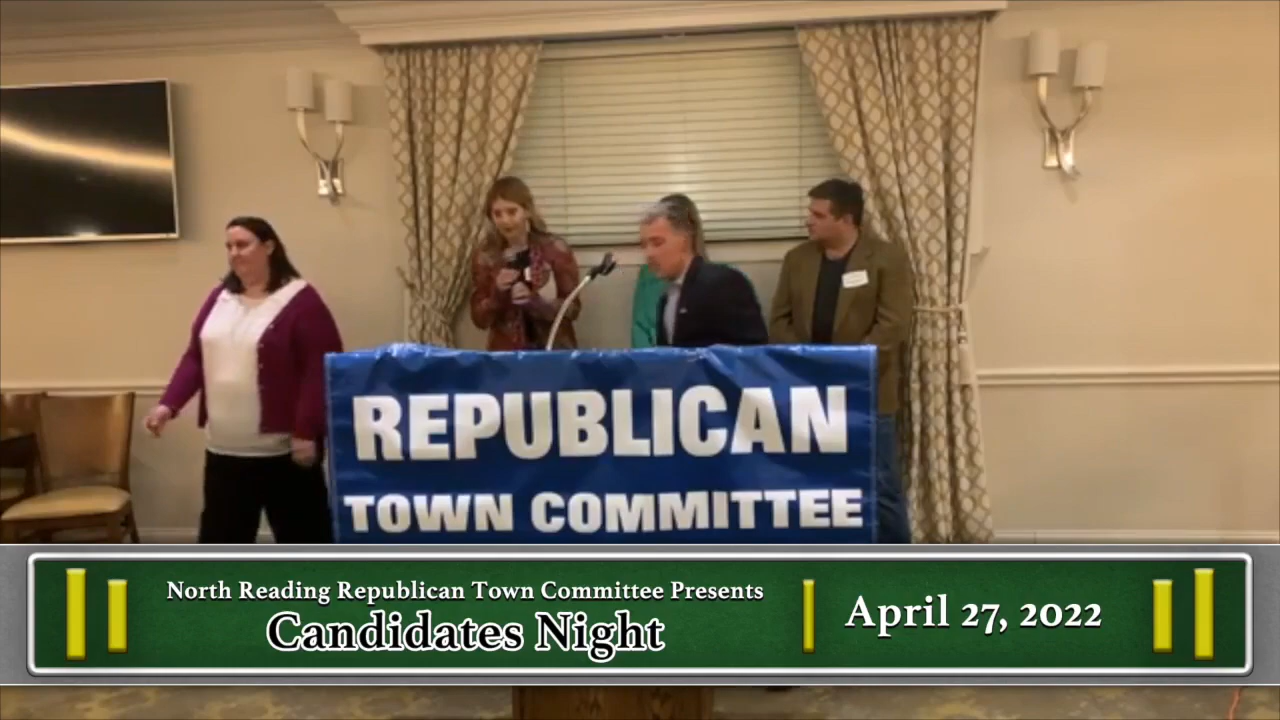 REPUBLICAN
TOWN COMMITTEE
North Reading Republican Town Committee Presents
Candidates Night
April 27, 2022